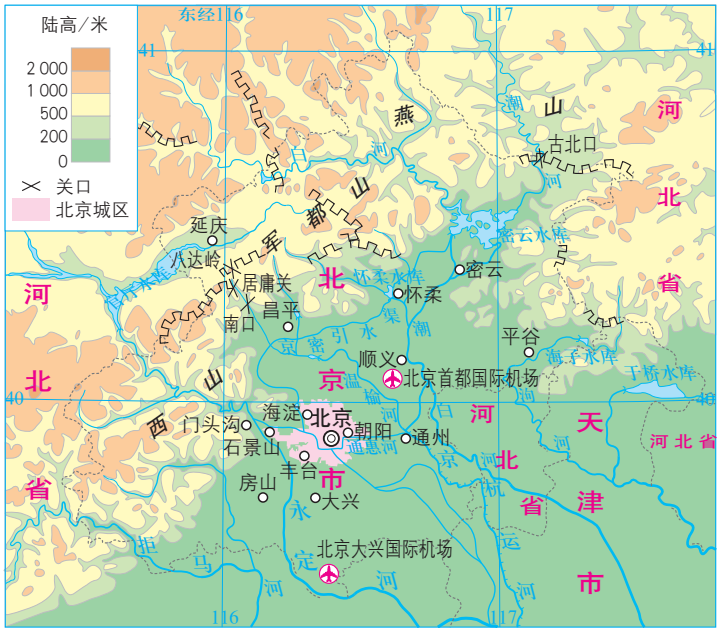 东经116
117
陆高/米
2 000
1 000
500
200
0
关口
北京城区
41
41
燕
山
潮
河
河
北
省
古北口
白
河
军
都
山
延庆
八达岭
官厅水库
居庸关
南口
昌平
密云水库
密云
怀柔水库
怀柔
北
京
市
京
密
引
水
渠
潮
白
河
顺义
平谷
海子水库
于桥水库
北京首都国际机场
温
榆
河
河
北
省
40
40
西
山
门头沟
海淀
北京
朝阳
石景山
丰台
通惠河
通州
房山
大兴
河
北
省
泃
河
天
津
市
河北省
京
杭
运
河
永
定
河
拒
马
河
北京大兴国际机场
116
117